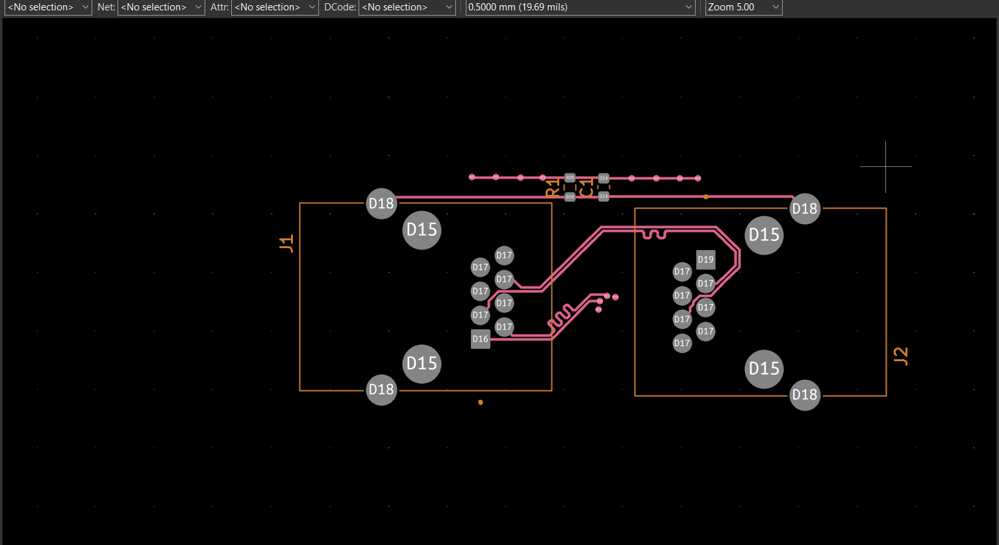 <No selection> Net: <No selection> Attr: <No selection> DCode: <No selection> 0.5000 mm (19.69 mils) Zoom 5.00
R1 D20 C1 D14
D20 D14
D18 D18
D15 D15
J1
D17 D19
D17 D17
D17 D17
D17 D17
D17 D17
D17 D17
D17 D17
D16 D17
J2
D15 D15
D18 D18